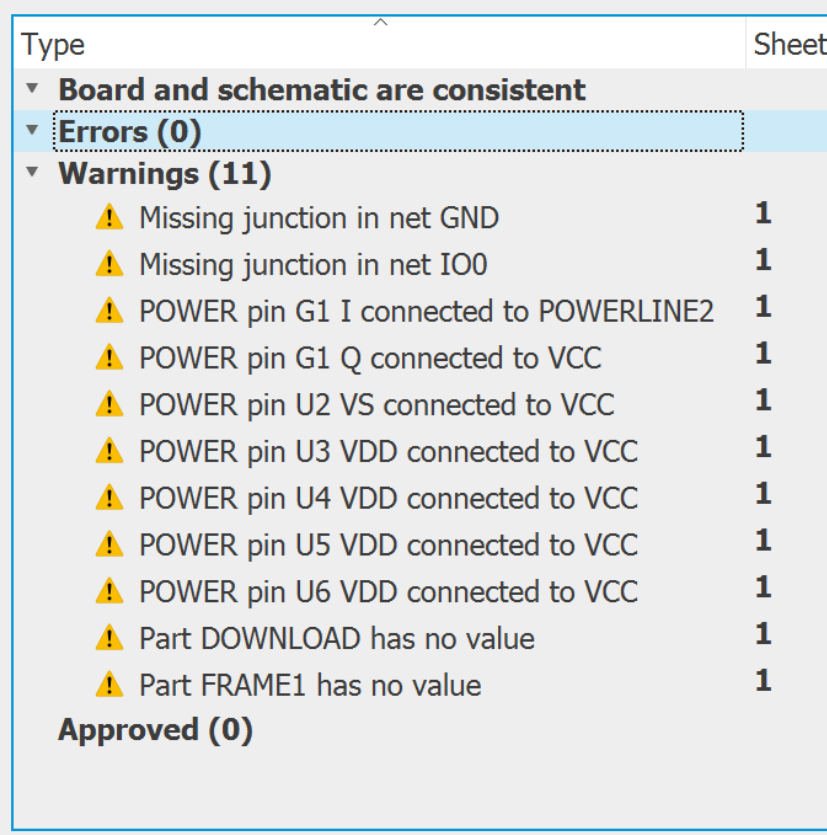 Type Sheet
Board and schematic are consistent
Errors (0)
Warnings (11)
Missing junction in net GND 1
Missing junction in net IO0 1
POWER pin G1 I connected to POWERLINE2 1
POWER pin G1 Q connected to VCC 1
POWER pin U2 VS connected to VCC 1
POWER pin U3 VDD connected to VCC 1
POWER pin U4 VDD connected to VCC 1
POWER pin U5 VDD connected to VCC 1
POWER pin U6 VDD connected to VCC 1
Part DOWNLOAD has no value 1
Part FRAME1 has no value 1
Approved (0)